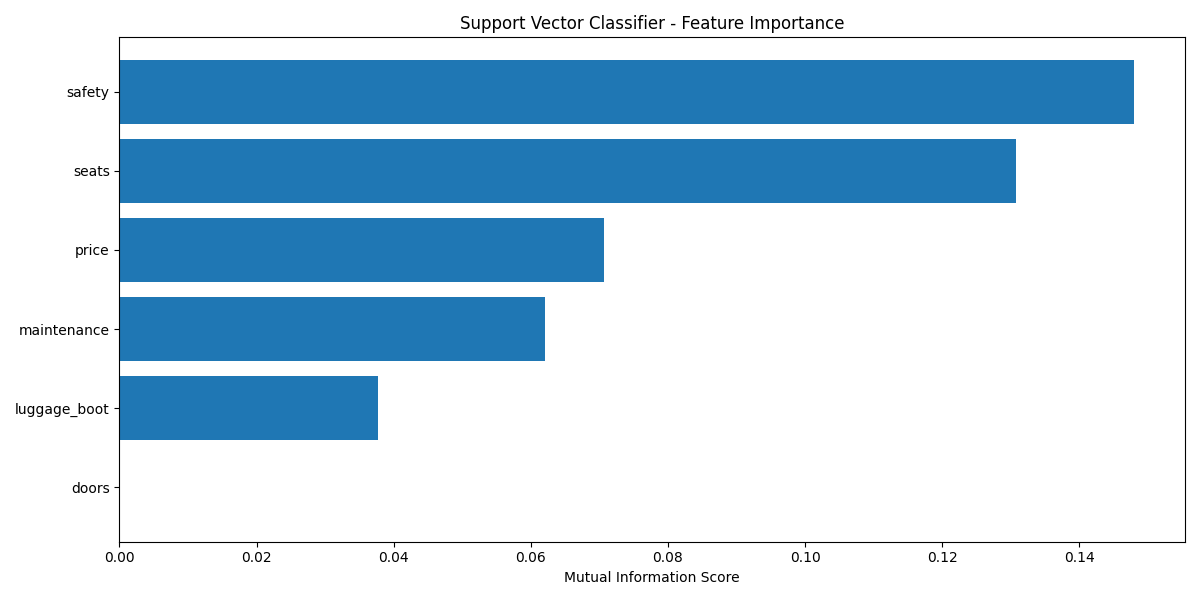 Support Vector Classifier - Feature Importance
safety
seats
price
maintenance
luggage_boot
doors
0.00 0.02 0.04 0.06 0.08 0.10 0.12 0.14
Mutual Information Score